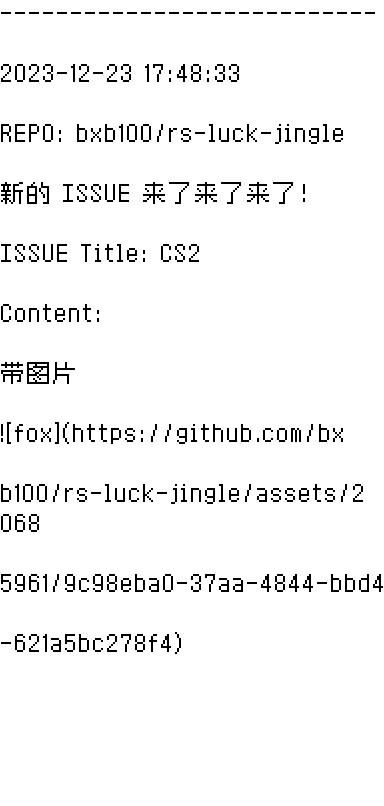 ---------------------------
2023-12-23 17:48:33
REPO: bxb100/rs-luck-jingle
新的 ISSUE 来了来了来了!
ISSUE Title: CS2
Content:
带图片
![fox](https://github.com/bx
b100/rs-luck-jingle/assets/2
068
5961/9c98eba0-37aa-4844-bbd4
-621a5bc278f4)